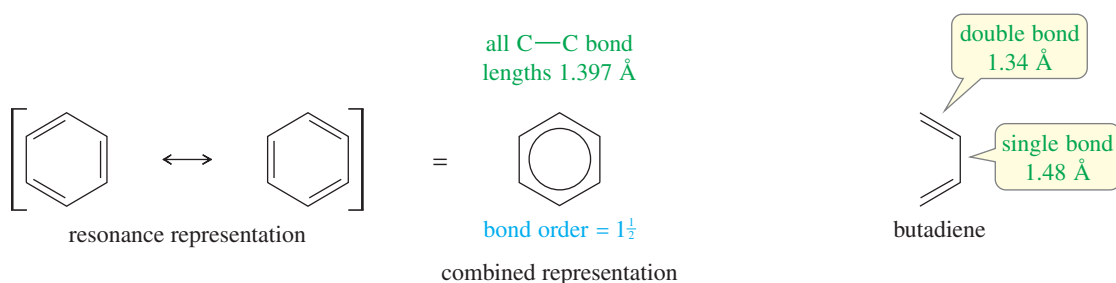 all C—C bond
lengths 1.397 Å
double bond
1.34 Å
=
single bond
1.48 Å
resonance representation
bond order = 1½
butadiene
combined representation